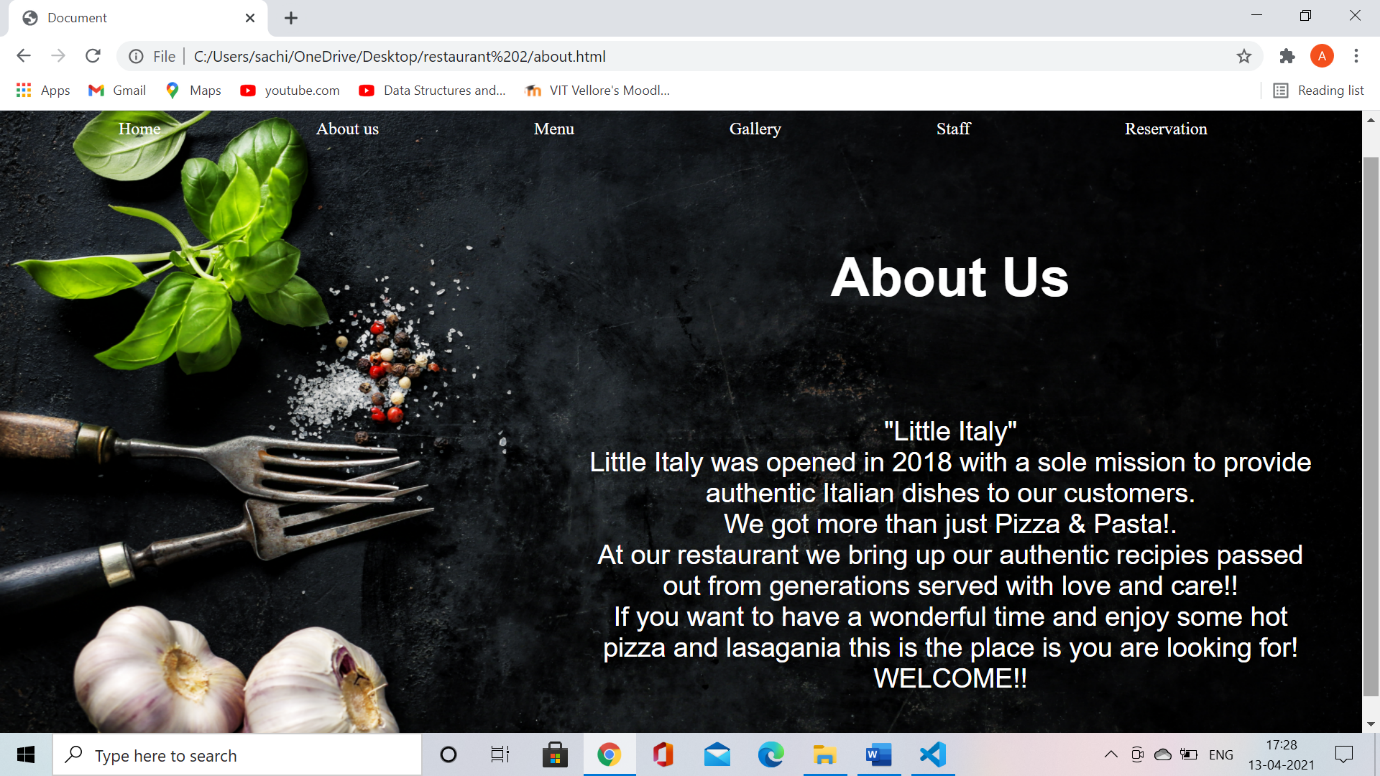 Document
File
C:/Users/sachi/OneDrive/Desktop/restaurant%202/about.html
A
Apps
Gmail
Maps
youtube.com
Data Structures and...
VIT Vellore's Moodl...
Reading list
Home
About us
Menu
Gallery
Staff
Reservation
About Us
"Little Italy"
Little Italy was opened in 2018 with a sole mission to provide
authentic Italian dishes to our customers.
We got more than just Pizza & Pasta!.
At our restaurant we bring up our authentic recipies passed
out from generations served with love and care!!
If you want to have a wonderful time and enjoy some hot
pizza and lasagania this is the place is you are looking for!
WELCOME!!
Type here to search
ENG
17:28
13-04-2021